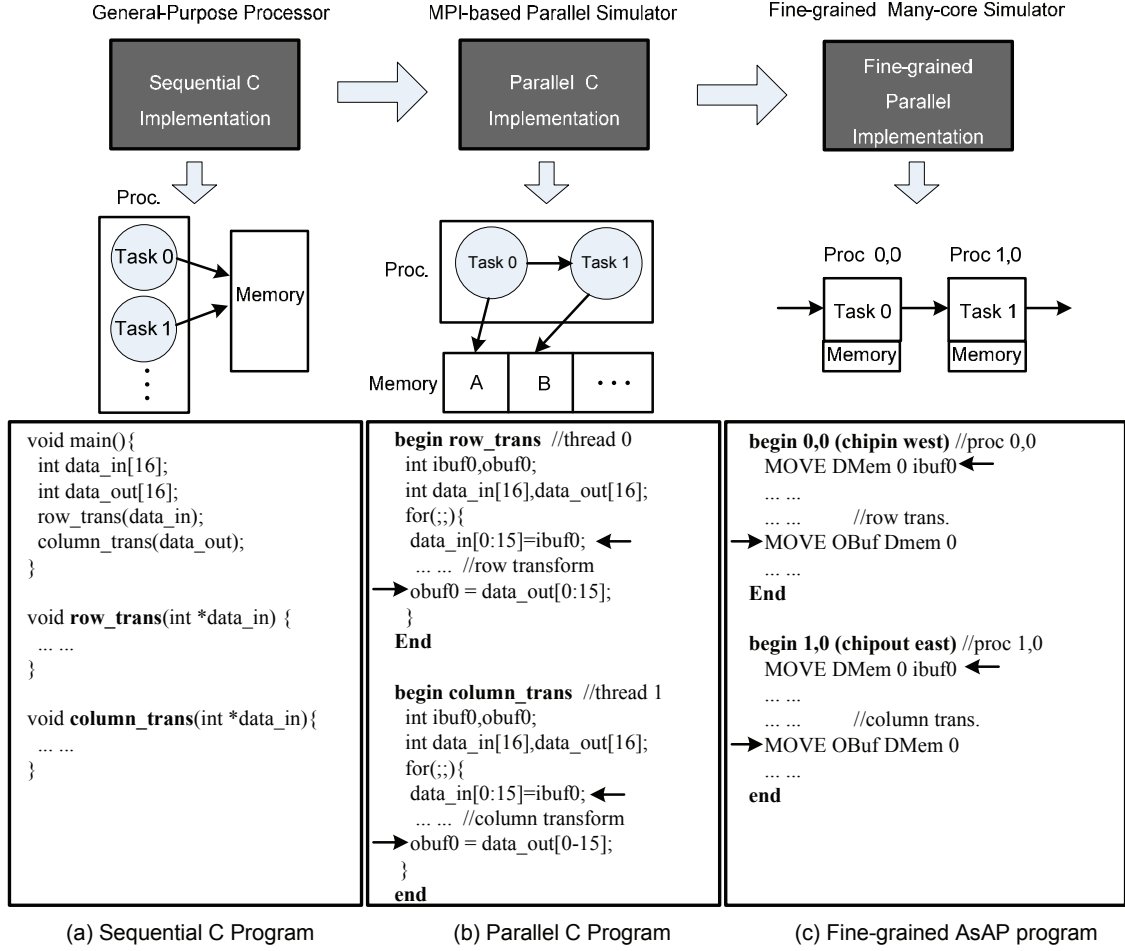 General-Purpose Processor
MPI-based Parallel Simulator
Fine-grained Many-core Simulator
Sequential C
Implementation
Parallel C
Implementation
Fine-grained
Parallel
Implementation
Proc.
Task 0
Task 1
Memory
Proc.
Task 0
Task 1
Memory
A
B
Proc 0,0
Proc 1,0
Task 0
Task 1
Memory
Memory
void main(){
int data_in[16];
int data_out[16];
row_trans(data_in);
column_trans(data_out);
}
void row_trans(int *data_in) {
... ...
}
void column_trans(int *data_in){
... ...
}
begin row_trans //thread 0
int ibuf0,obuf0;
int data_in[16],data_out[16];
for(;;){
data_in[0:15]=ibuf0;
... ... //row transform
obuf0 = data_out[0:15];
}
End
begin column_trans //thread 1
int ibuf0,obuf0;
int data_in[16],data_out[16];
for(;;){
data_in[0:15]=ibuf0;
... ... //column transform
obuf0 = data_out[0-15];
}
end
begin 0,0 (chipin west) //proc 0,0
MOVE DMem 0 ibuf0
... ...
... ... //row trans.
MOVE OBuf Dmem 0
... ...
End
begin 1,0 (chipout east) //proc 1,0
MOVE DMem 0 ibuf0
... ...
... ... //column trans.
MOVE OBuf DMem 0
... ...
end
(a) Sequential C Program
(b) Parallel C Program
(c) Fine-grained AsAP program